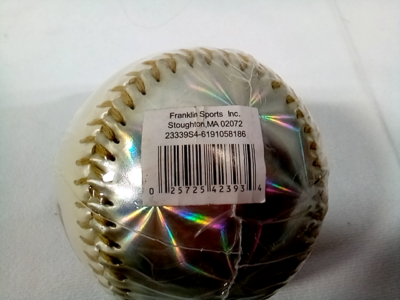 Franklin Sports Inc.
Stoughton, MA 02072
23339S4-6191058186
0 25725 42393 4